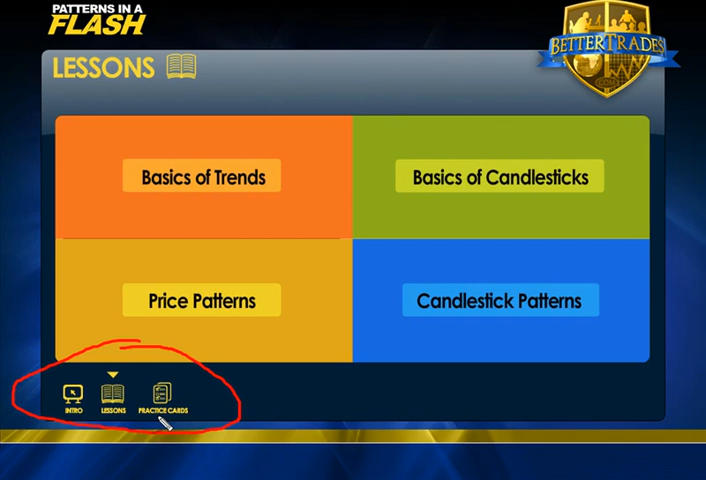 PATTERNS IN A
FLASH
BETTERTRADES
LESSONS
Basics of Trends
Basics of Candlesticks
Price Patterns
Candlestick Patterns
INTRO
LESSONS
PRACTICE CARDS